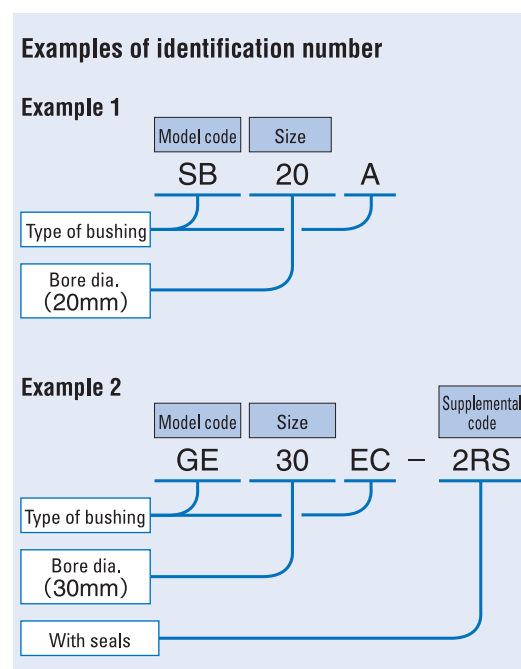 Examples of identification number
Example 1
Model code Size
SB 20 A
Type of bushing
Bore dia.
(20mm)
Example 2
Model code Size Supplemental
code
GE 30 EC – 2RS
Type of bushing
Bore dia.
(30mm)
With seals